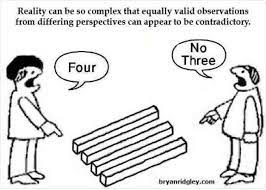 Reality can be so complex that equally valid observations
from differing perspectives can appear to be contradictory.
Four
No
Three
bryanridgley.com